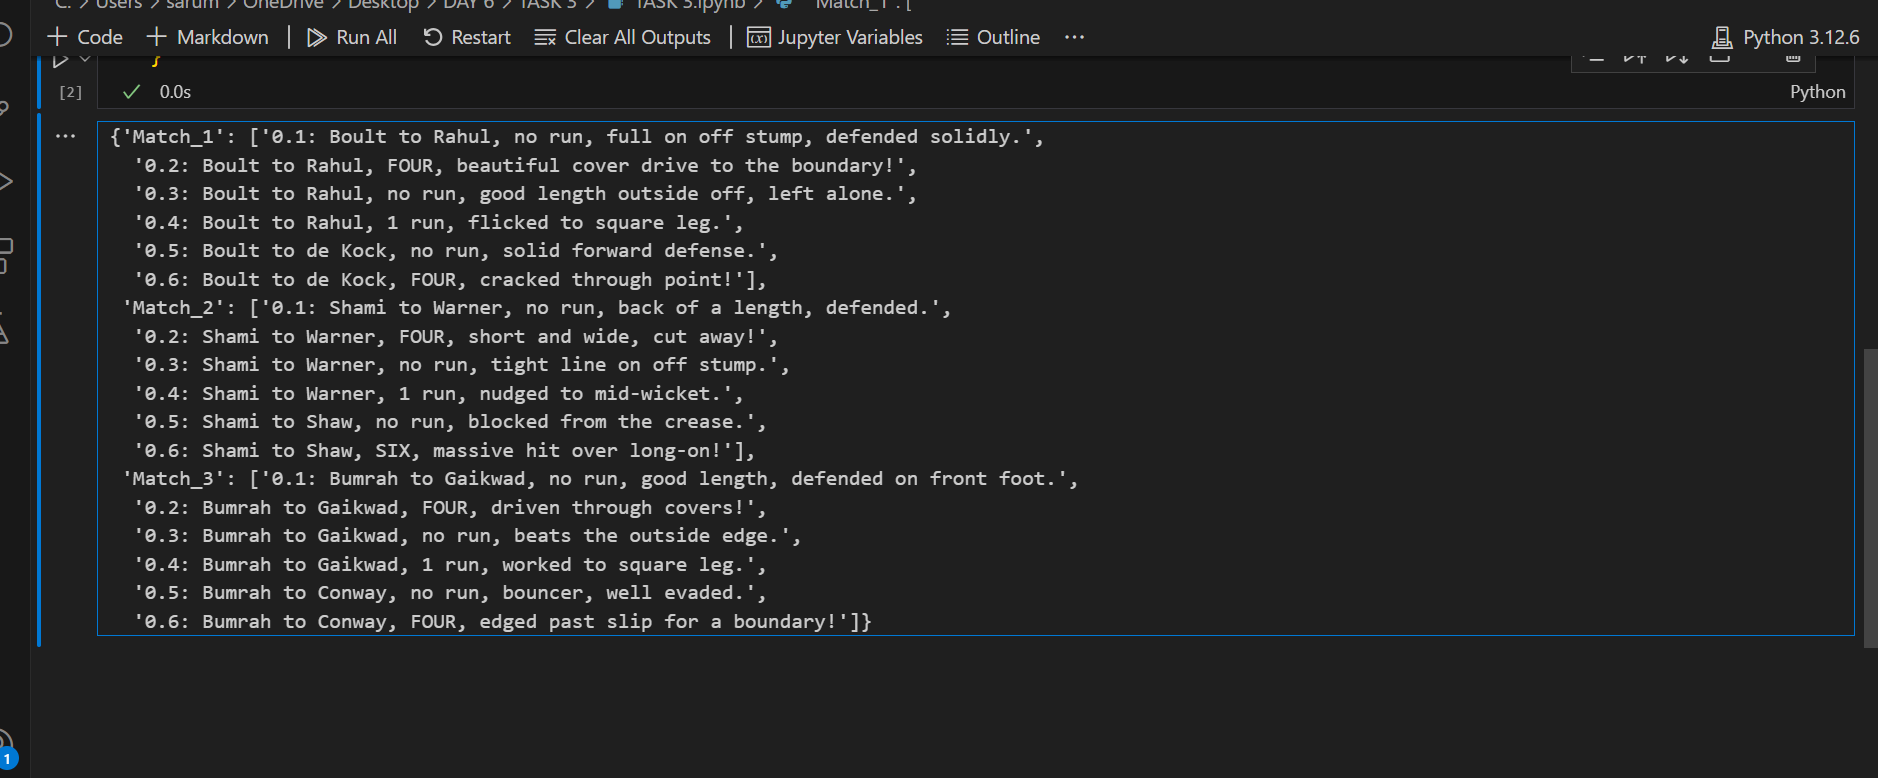 C: > Users > sarum > OneDrive > Desktop > DAY 6 > TASK 3 > TASK 3.ipynb > "Match_1": [
+ Code + Markdown | Run All Restart Clear All Outputs | Jupyter Variables Outline ... Python 3.12.6
}
[2] 0.0s Python
... {'Match_1': ['0.1: Boult to Rahul, no run, full on off stump, defended solidly.',
'0.2: Boult to Rahul, FOUR, beautiful cover drive to the boundary!',
'0.3: Boult to Rahul, no run, good length outside off, left alone.',
'0.4: Boult to Rahul, 1 run, flicked to square leg.',
'0.5: Boult to de Kock, no run, solid forward defense.',
'0.6: Boult to de Kock, FOUR, cracked through point!'],
'Match_2': ['0.1: Shami to Warner, no run, back of a length, defended.',
'0.2: Shami to Warner, FOUR, short and wide, cut away!',
'0.3: Shami to Warner, no run, tight line on off stump.',
'0.4: Shami to Warner, 1 run, nudged to mid-wicket.',
'0.5: Shami to Shaw, no run, blocked from the crease.',
'0.6: Shami to Shaw, SIX, massive hit over long-on!'],
'Match_3': ['0.1: Bumrah to Gaikwad, no run, good length, defended on front foot.',
'0.2: Bumrah to Gaikwad, FOUR, driven through covers!',
'0.3: Bumrah to Gaikwad, no run, beats the outside edge.',
'0.4: Bumrah to Gaikwad, 1 run, worked to square leg.',
'0.5: Bumrah to Conway, no run, bouncer, well evaded.',
'0.6: Bumrah to Conway, FOUR, edged past slip for a boundary!']}
1